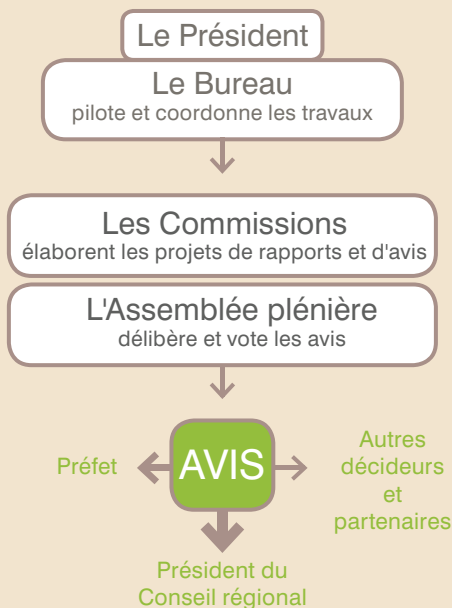 Le Président
Le Bureau
pilote et coordonne les travaux
Les Commissions
élaborent les projets de rapports et d'avis
L'Assemblée plénière
délibère et vote les avis
Préfet
AVIS
Autres
décideurs
et
partenaires
Président du
Conseil régional